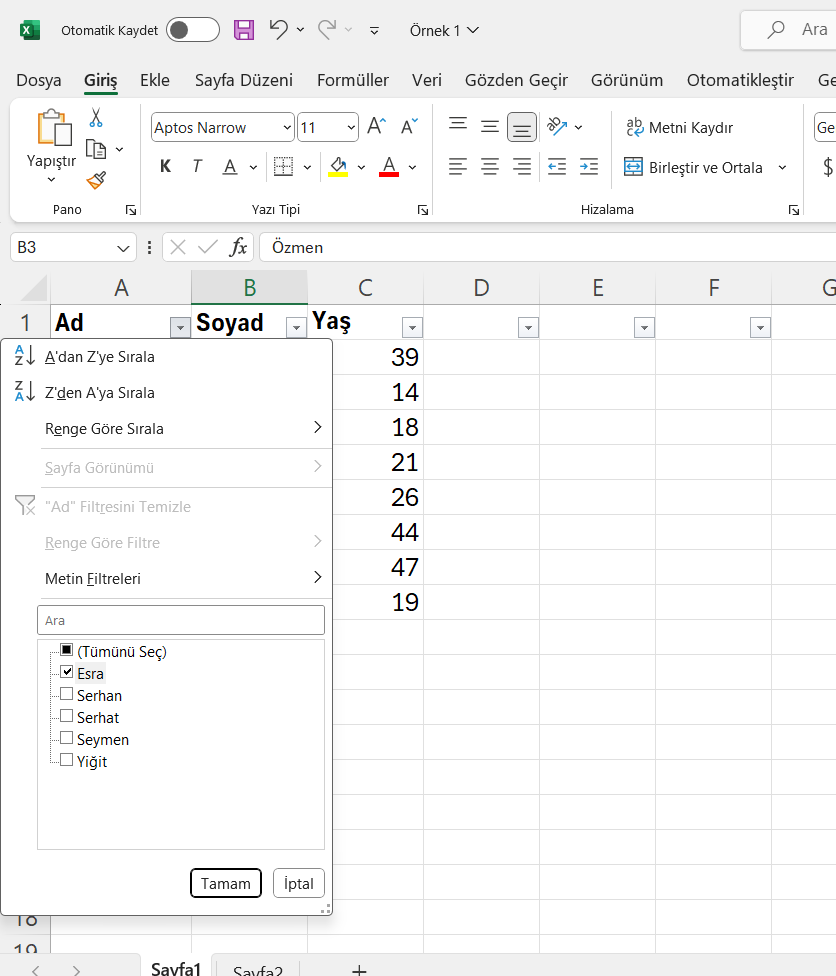 Otomatik Kaydet Örnek 1 Ara
Dosya Giriş Ekle Sayfa Düzeni Formüller Veri Gözden Geçir Görünüm Otomatikleştir Ge
Aptos Narrow 11 Metni Kaydır Ge
Yapıştır K T A A Birleştir ve Ortala $
Pano Yazı Tipi Hizalama
B3 fx Özmen
A B C D E F G
1 Ad Soyad Yaş
A'dan Z'ye Sırala 39
Z'den A'ya Sırala 14
Renge Göre Sırala 18
Sayfa Görünümü 21
"Ad" Filtresini Temizle 26
Renge Göre Filtre 44
Metin Filtreleri 47
Ara 19
(Tümünü Seç)
Esra
Serhan
Serhat
Seymen
Yiğit
Tamam İptal
18
19
Sayfa1 Sayfa2